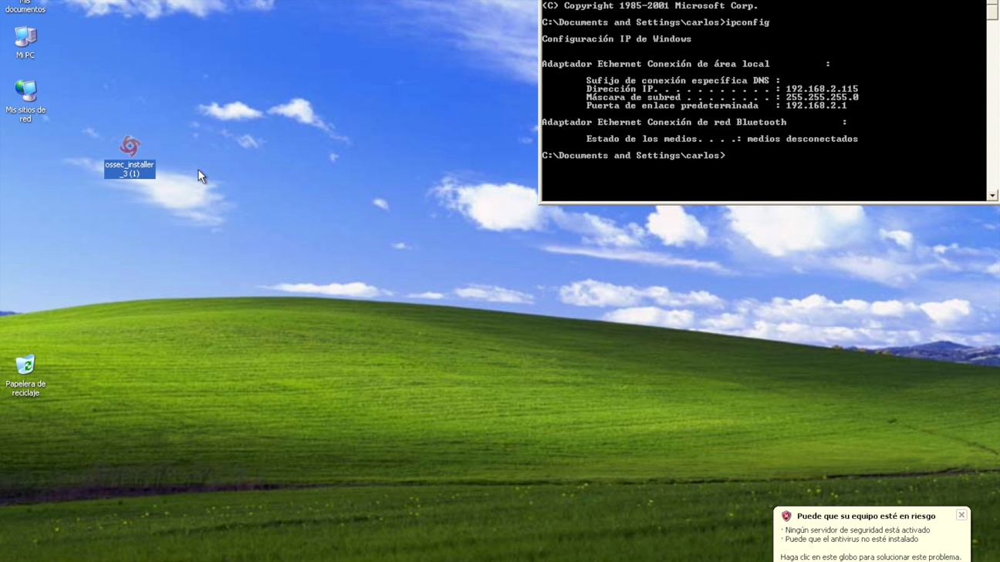 Mis
documentos
Mi PC
Mis sitios de
red
ossec_installer
_3 (1)
Papelera de
reciclaje
(C) Copyright 1985-2001 Microsoft Corp.
C:\Documents and Settings\carlos>ipconfig
Configuración IP de Windows
Adaptador Ethernet Conexión de área local          :
Sufijo de conexión específica DNS :
Dirección IP. . . . . . . . . . . : 192.168.2.115
Máscara de subred . . . . . . . . : 255.255.255.0
Puerta de enlace predeterminada   : 192.168.2.1
Adaptador Ethernet Conexión de red Bluetooth          :
Estado de los medios. . . .: medios desconectados
C:\Documents and Settings\carlos>
Puede que su equipo esté en riesgo
· Ningún servidor de seguridad está activado
· Puede que el antivirus no esté instalado
Haga clic en este globo para solucionar este problema.